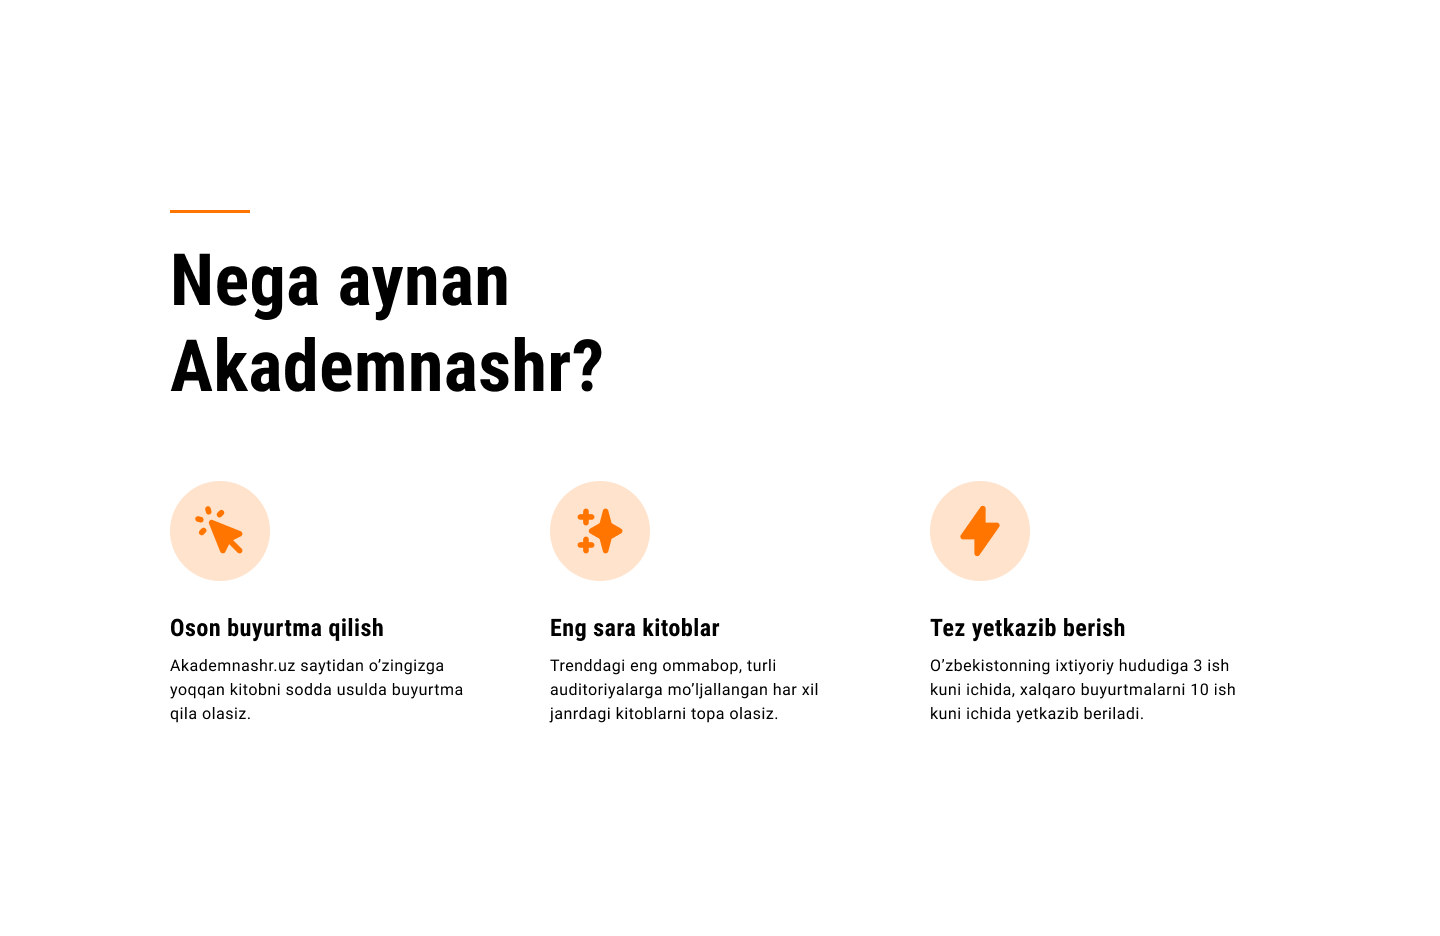 Nega aynan
Akademnashr?
Oson buyurtma qilish
Akademnashr.uz saytidan o’zingizga
yoqqan kitobni sodda usulda buyurtma
qila olasiz.
Eng sara kitoblar
Trenddagi eng ommabop, turli
auditoriyalarga mo’ljallangan har xil
janrdagi kitoblarni topa olasiz.
Tez yetkazib berish
O’zbekistonning ixtiyoriy hududiga 3 ish
kuni ichida, xalqaro buyurtmalarni 10 ish
kuni ichida yetkazib beriladi.